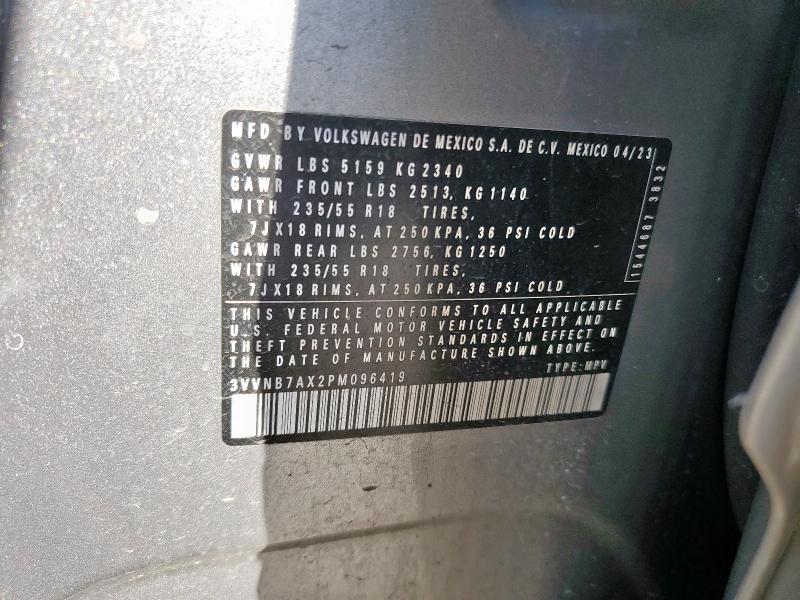 MFD BY VOLKSWAGEN DE MEXICO S.A. DE C.V. MEXICO 04/23
GVWR LBS 5159 KG 2340
GAWR FRONT LBS 2513, KG 1140
WITH 235/55 R18 TIRES,
7JX18 RIMS, AT 250 KPA, 36 PSI COLD
GAWR REAR LBS 2756, KG 1250
WITH 235/55 R18 TIRES,
7JX18 RIMS, AT 250 KPA, 36 PSI COLD
THIS VEHICLE CONFORMS TO ALL APPLICABLE
U.S. FEDERAL MOTOR VEHICLE SAFETY AND
THEFT PREVENTION STANDARDS IN EFFECT ON
THE DATE OF MANUFACTURE SHOWN ABOVE.
3VVNB7AX2PM096419 TYPE: MPV
1544687 3832